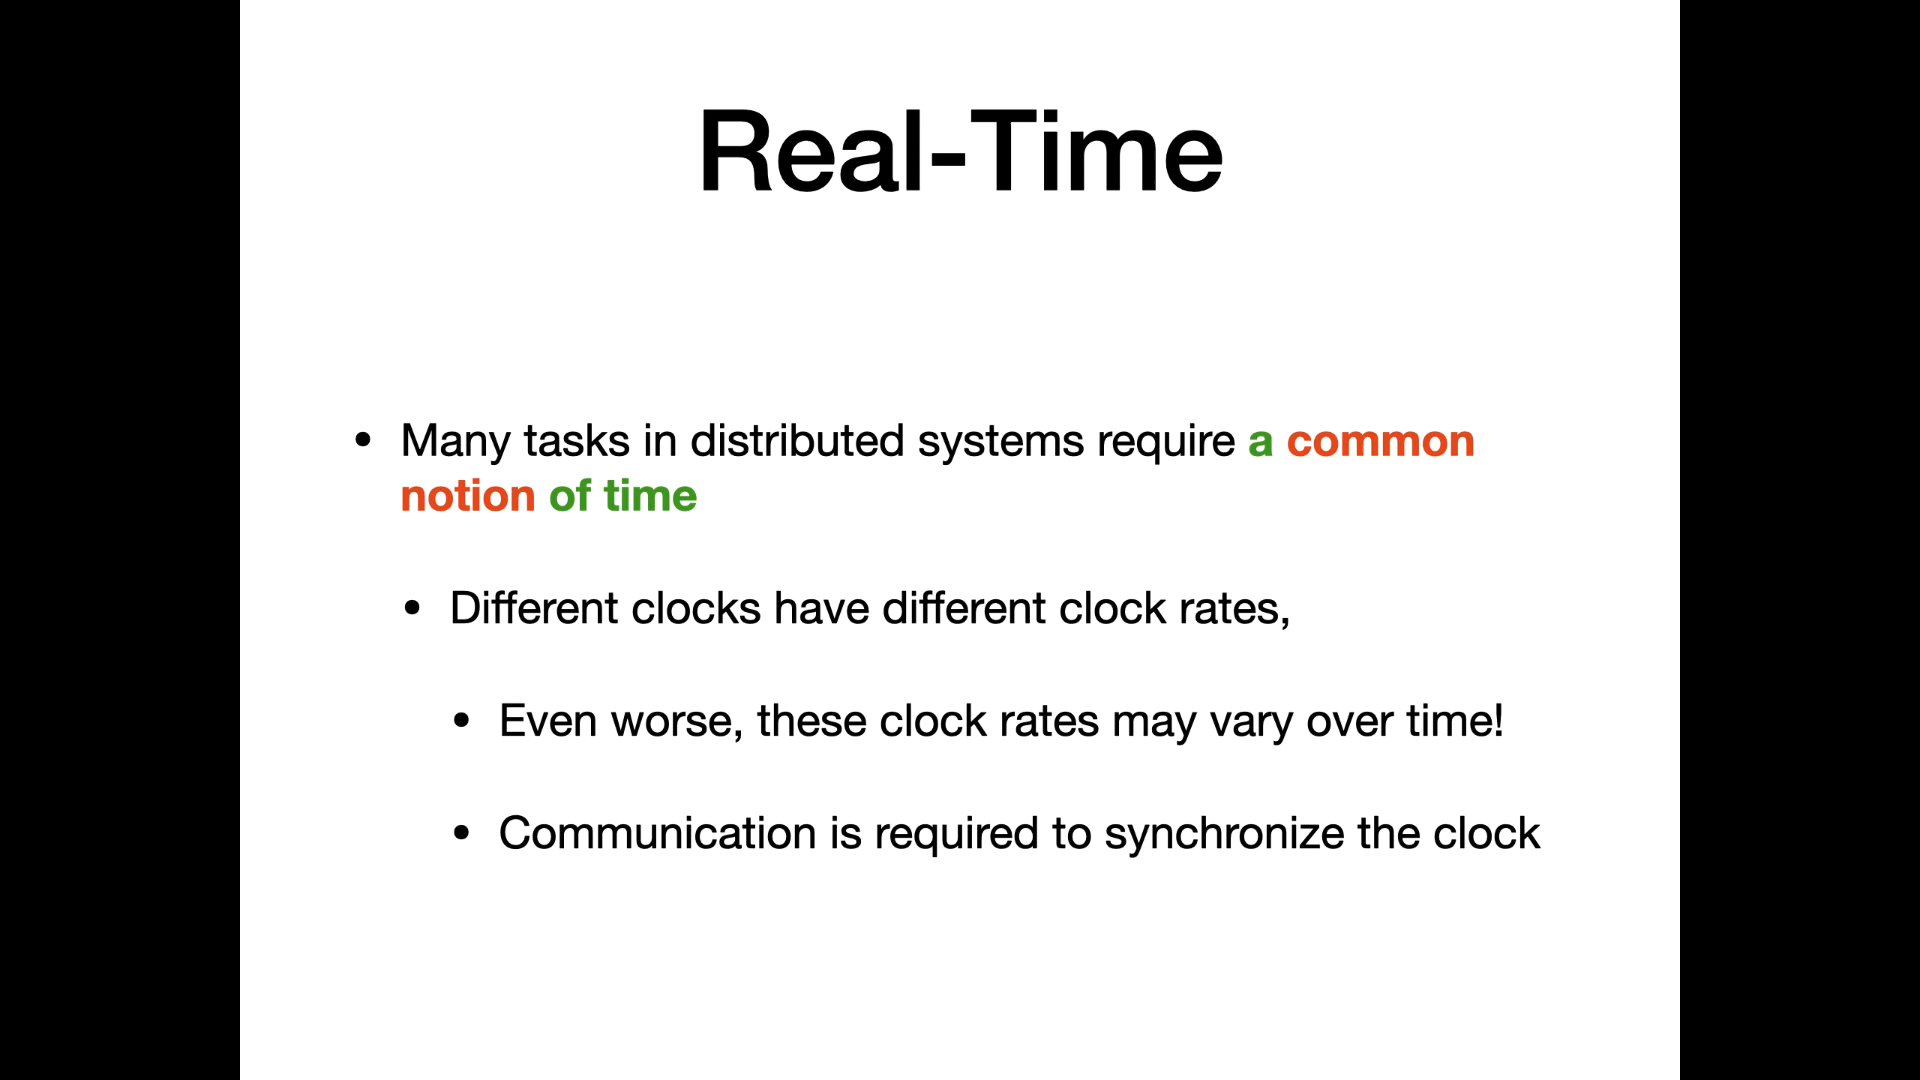 Real-Time
• Many tasks in distributed systems require a common
notion of time
• Different clocks have different clock rates,
• Even worse, these clock rates may vary over time!
• Communication is required to synchronize the clock